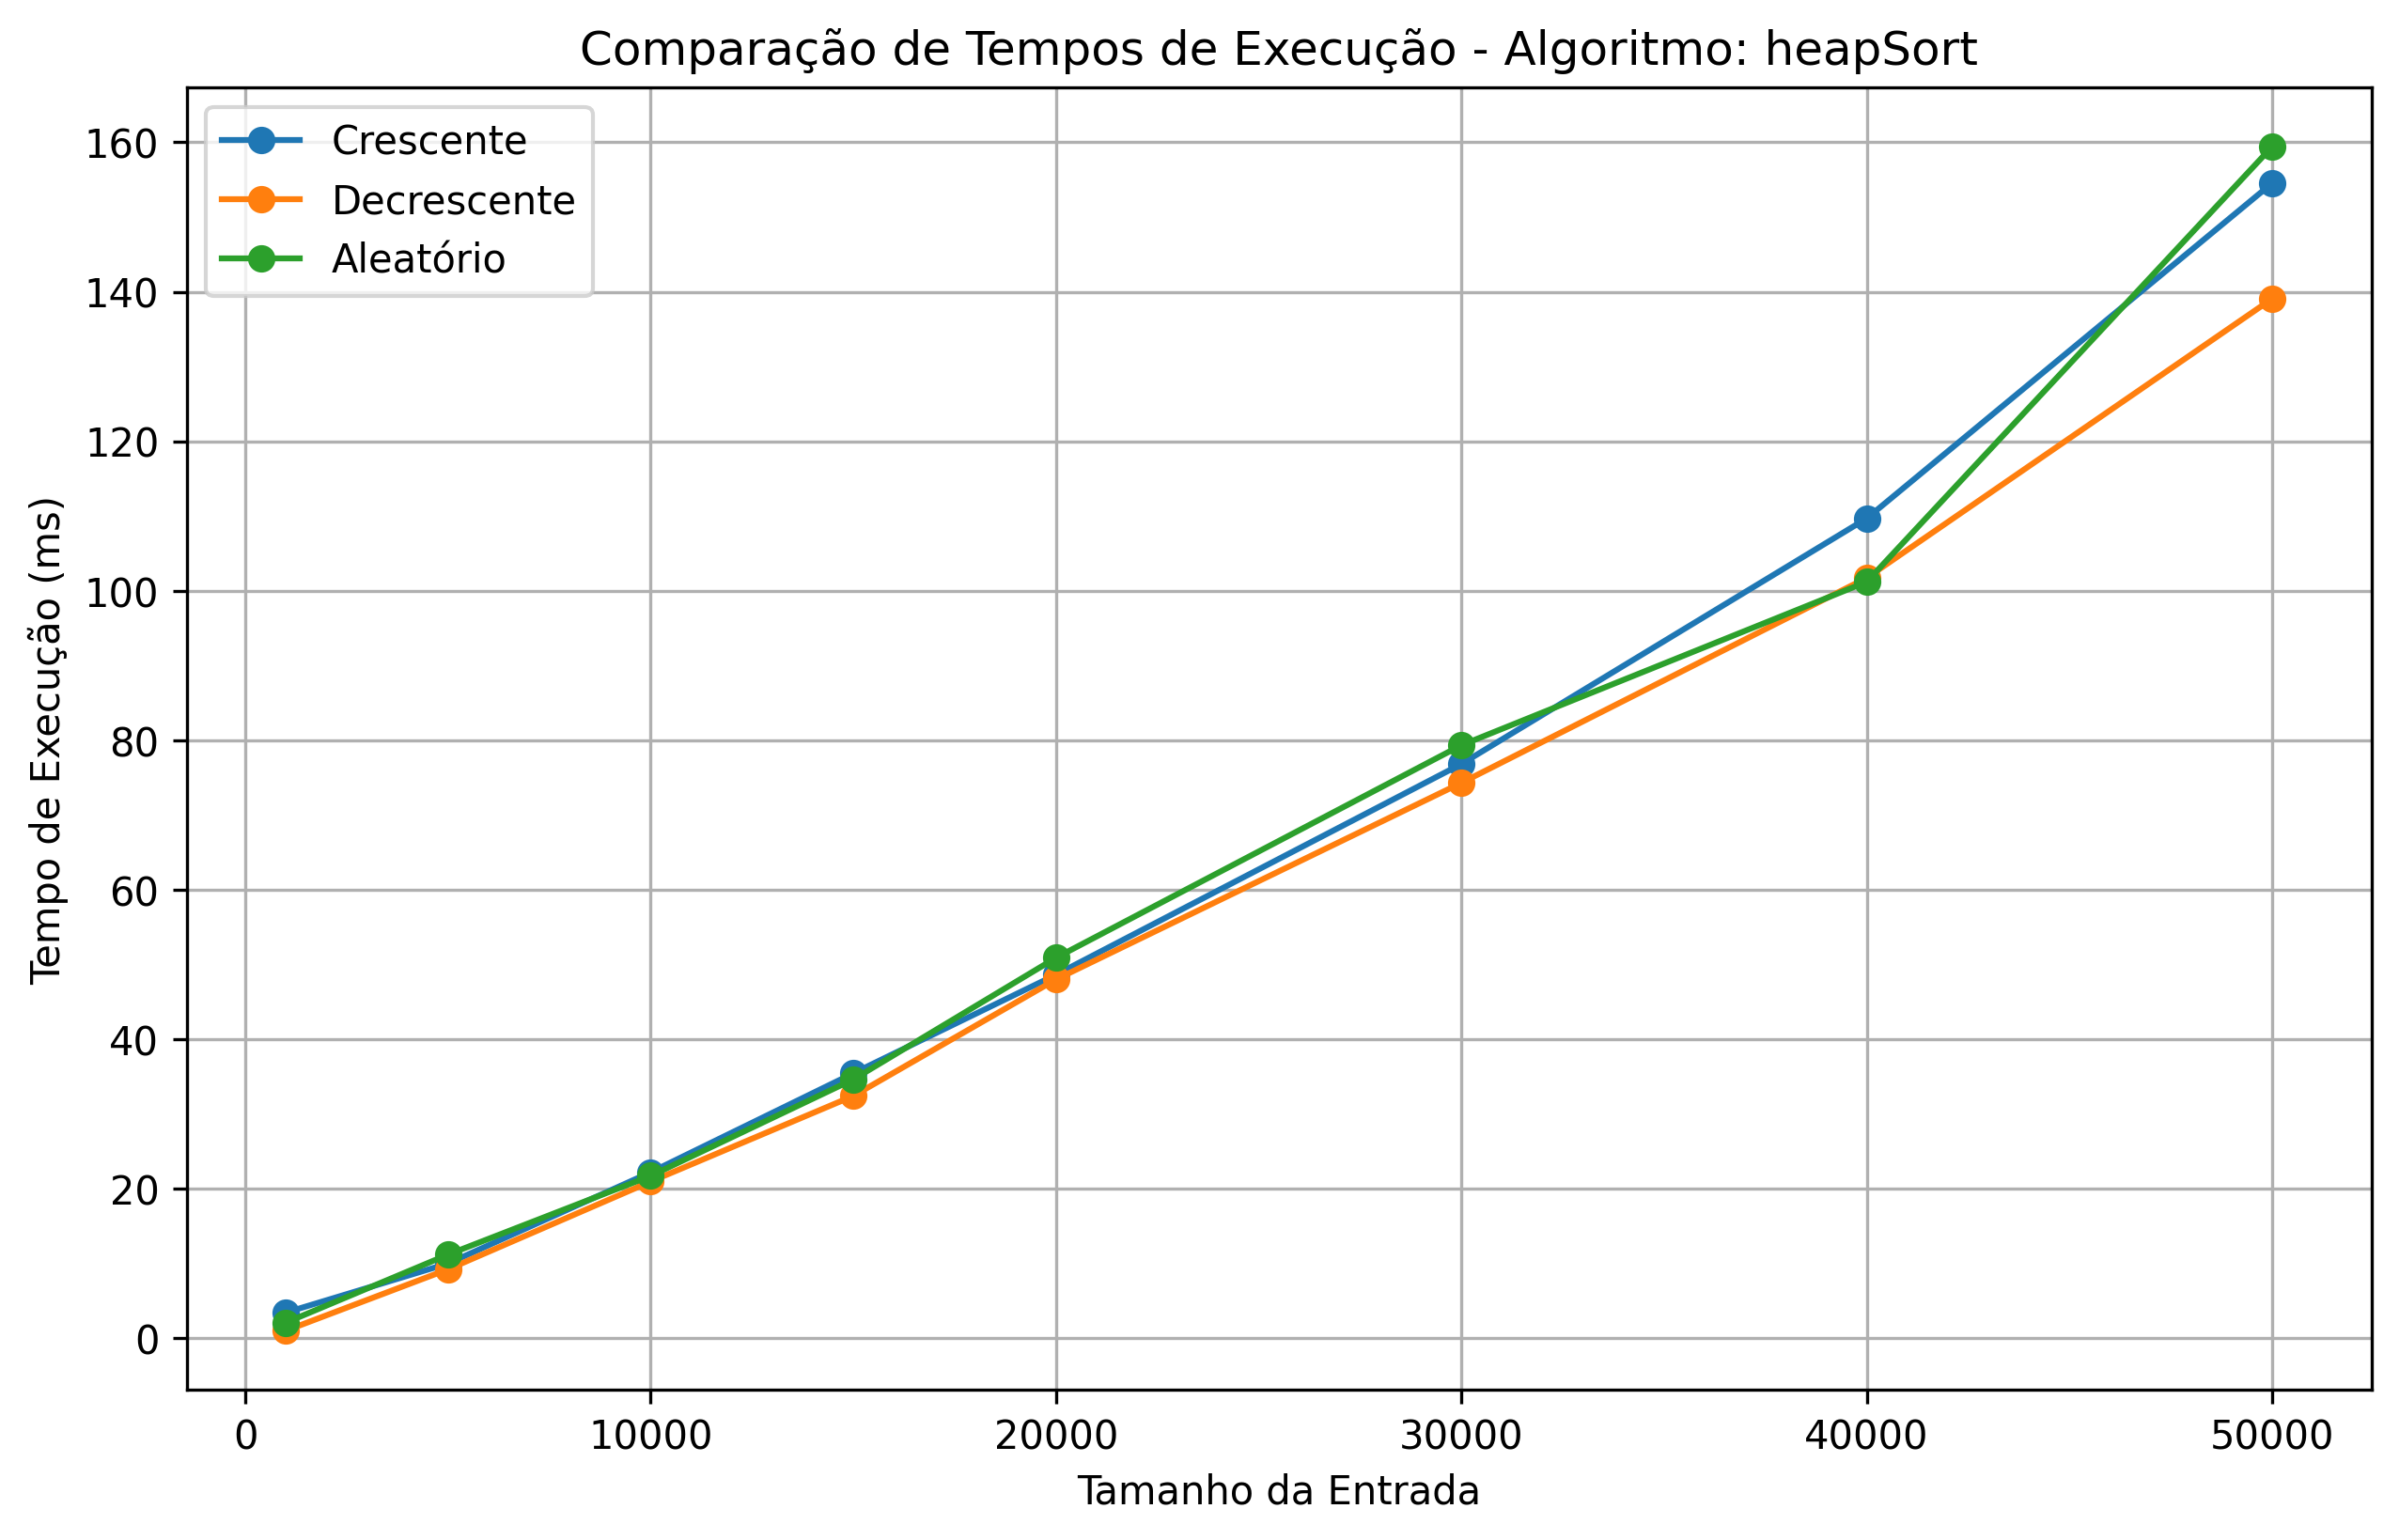 Comparação de Tempos de Execução - Algoritmo: heapSort
Crescente
Decrescente
Aleatório
160
140
120
100
80
60
40
20
0
Tempo de Execução (ms)
0 10000 20000 30000 40000 50000
Tamanho da Entrada